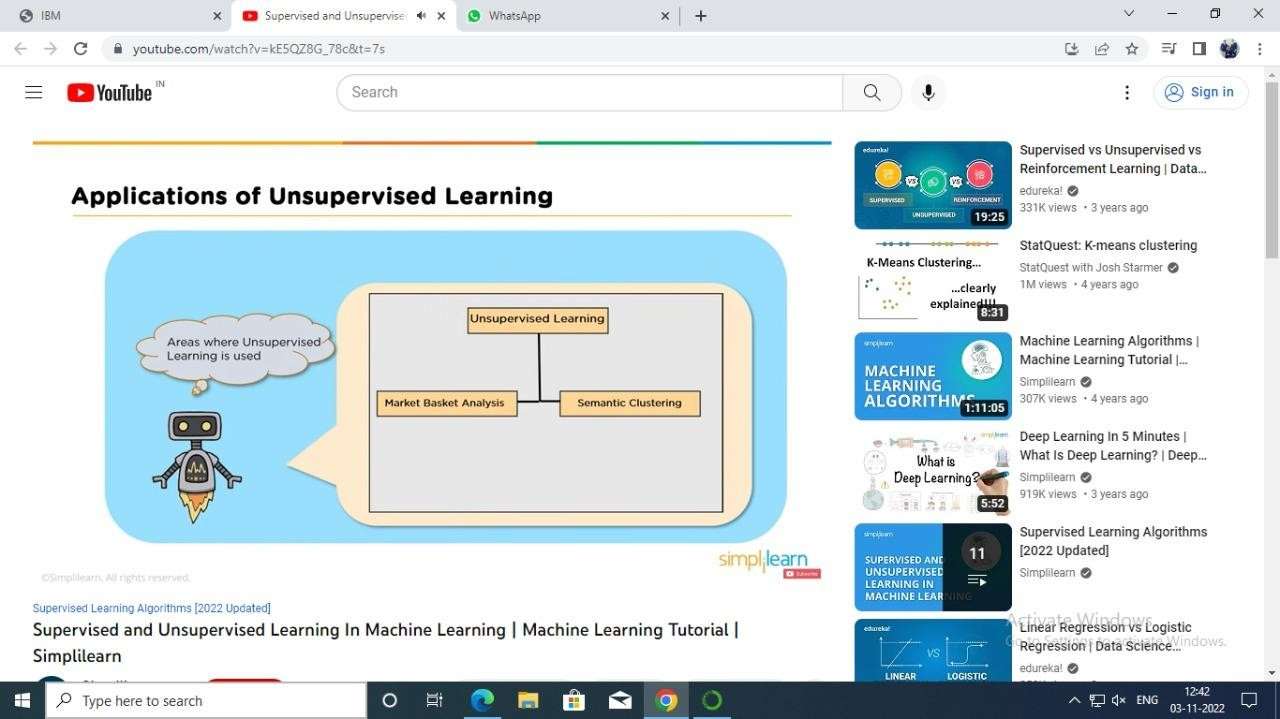 IBM
Supervised and Unsupervise
WhatsApp
youtube.com/watch?v=kE5QZ8G_78c&t=7s
YouTube IN
Search
Sign in
Applications of Unsupervised Learning
Areas where Unsupervised
Learning is used
Unsupervised Learning
Market Basket Analysis
Semantic Clustering
simplilearn
Subscribe
©Simplilearn. All rights reserved.
Supervised Learning Algorithms [2022 Updated]
Supervised and Unsupervised Learning In Machine Learning | Machine Learning Tutorial |
Simplilearn
edureka!
VS
VS
SUPERVISED
REINFORCEMENT
UNSUPERVISED
19:25
Supervised vs Unsupervised vs
Reinforcement Learning | Data...
edureka!
331K views • 3 years ago
K-Means Clustering...
...clearly
explained!!!
8:31
StatQuest: K-means clustering
StatQuest with Josh Starmer
1M views • 4 years ago
simplilearn
MACHINE
LEARNING
ALGORITHMS
1:11:05
Machine Learning Algorithms |
Machine Learning Tutorial |...
Simplilearn
307K views • 4 years ago
simplilearn
What is
Deep Learning?
5:52
Deep Learning In 5 Minutes |
What Is Deep Learning? | Deep...
Simplilearn
919K views • 3 years ago
simplilearn
SUPERVISED AND
UNSUPERVISED
LEARNING IN
MACHINE LEARNING
11
Supervised Learning Algorithms
[2022 Updated]
Simplilearn
edureka!
VS
LINEAR
LOGISTIC
Linear Regression vs Logistic
Regression | Data Science...
edureka!
Activate Windows
Go to Settings to activate Windows.
Type here to search
ENG
12:42
03-11-2022